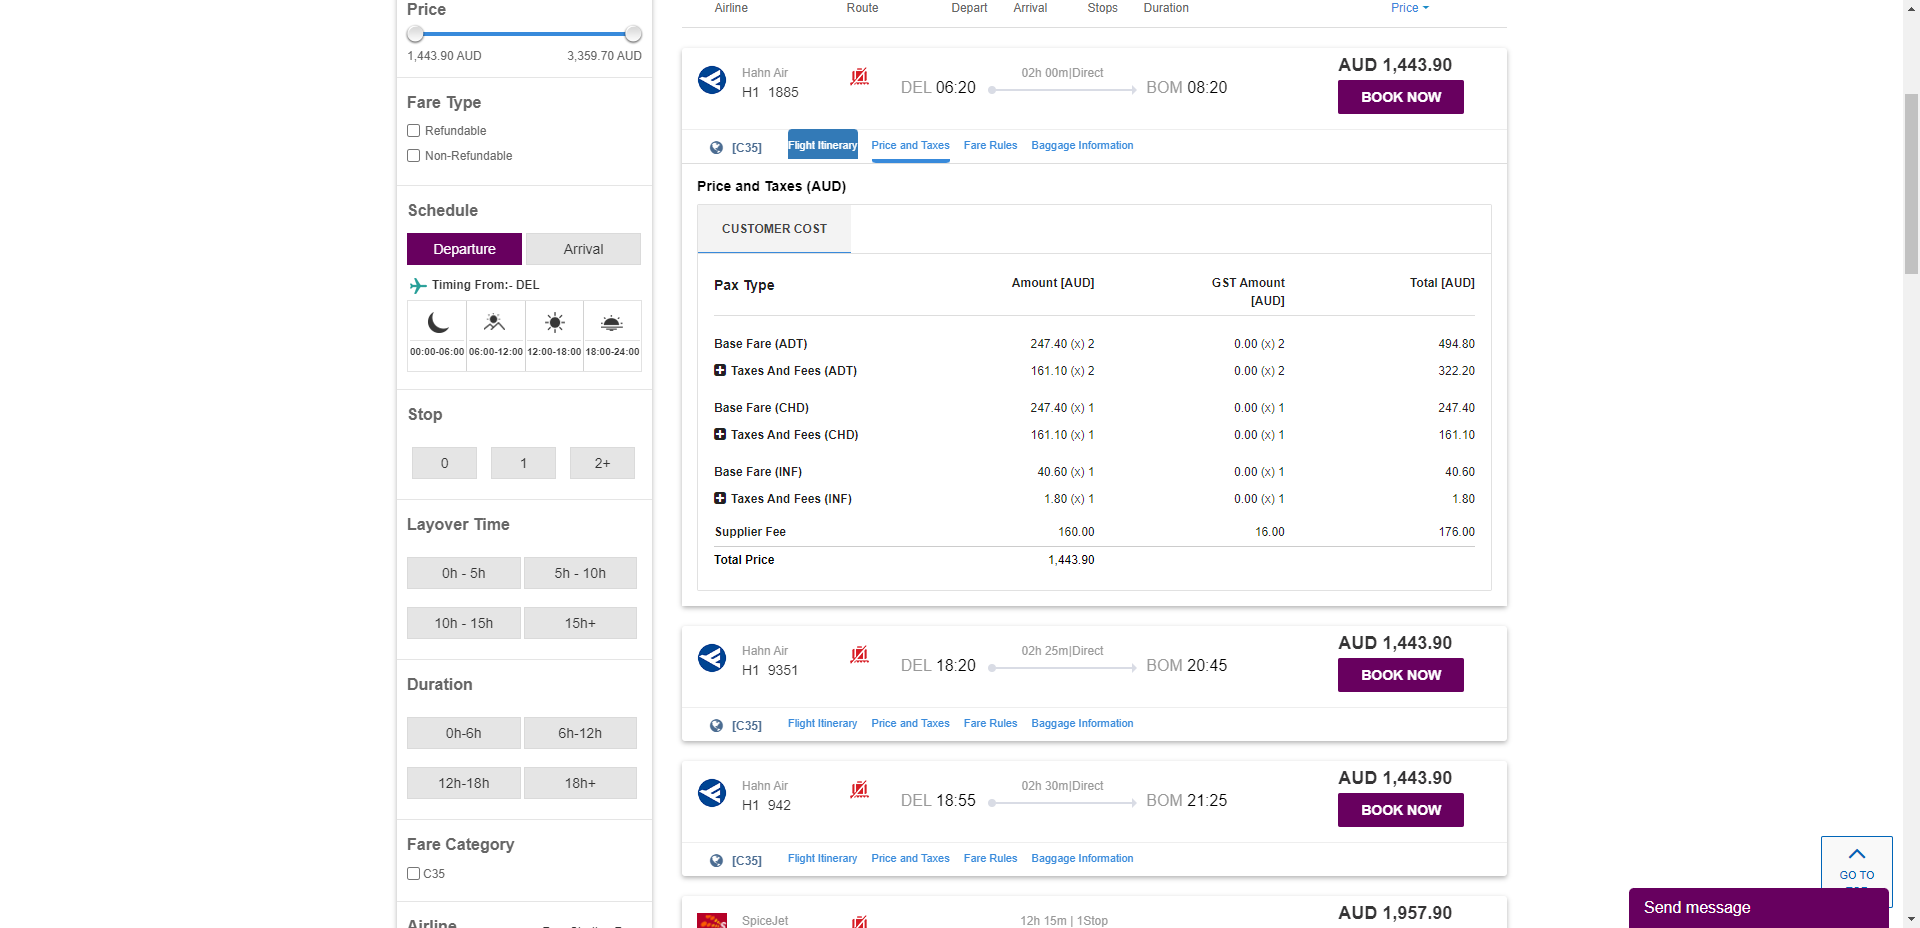 Price
1,443.90 AUD 3,359.70 AUD
Fare Type
Refundable
Non-Refundable
Schedule
Departure Arrival
Timing From:- DEL
00:00-06:00 06:00-12:00 12:00-18:00 18:00-24:00
Stop
0 1 2+
Layover Time
0h - 5h 5h - 10h
10h - 15h 15h+
Duration
0h-6h 6h-12h
12h-18h 18h+
Fare Category
C35
Airline
Airline Route Depart Arrival Stops Duration Price
Hahn Air 02h 00m|Direct AUD 1,443.90
H1 1885 DEL 06:20 BOM 08:20 BOOK NOW
[C35] Flight Itinerary Price and Taxes Fare Rules Baggage Information
Price and Taxes (AUD)
CUSTOMER COST
Pax Type Amount [AUD] GST Amount [AUD] Total [AUD]
Base Fare (ADT) 247.40 (x) 2 0.00 (x) 2 494.80
Taxes And Fees (ADT) 161.10 (x) 2 0.00 (x) 2 322.20
Base Fare (CHD) 247.40 (x) 1 0.00 (x) 1 247.40
Taxes And Fees (CHD) 161.10 (x) 1 0.00 (x) 1 161.10
Base Fare (INF) 40.60 (x) 1 0.00 (x) 1 40.60
Taxes And Fees (INF) 1.80 (x) 1 0.00 (x) 1 1.80
Supplier Fee 160.00 16.00 176.00
Total Price 1,443.90
Hahn Air 02h 25m|Direct AUD 1,443.90
H1 9351 DEL 18:20 BOM 20:45 BOOK NOW
[C35] Flight Itinerary Price and Taxes Fare Rules Baggage Information
Hahn Air 02h 30m|Direct AUD 1,443.90
H1 942 DEL 18:55 BOM 21:25 BOOK NOW
[C35] Flight Itinerary Price and Taxes Fare Rules Baggage Information
SpiceJet 12h 15m | 1Stop AUD 1,957.90
GO TO
Send message